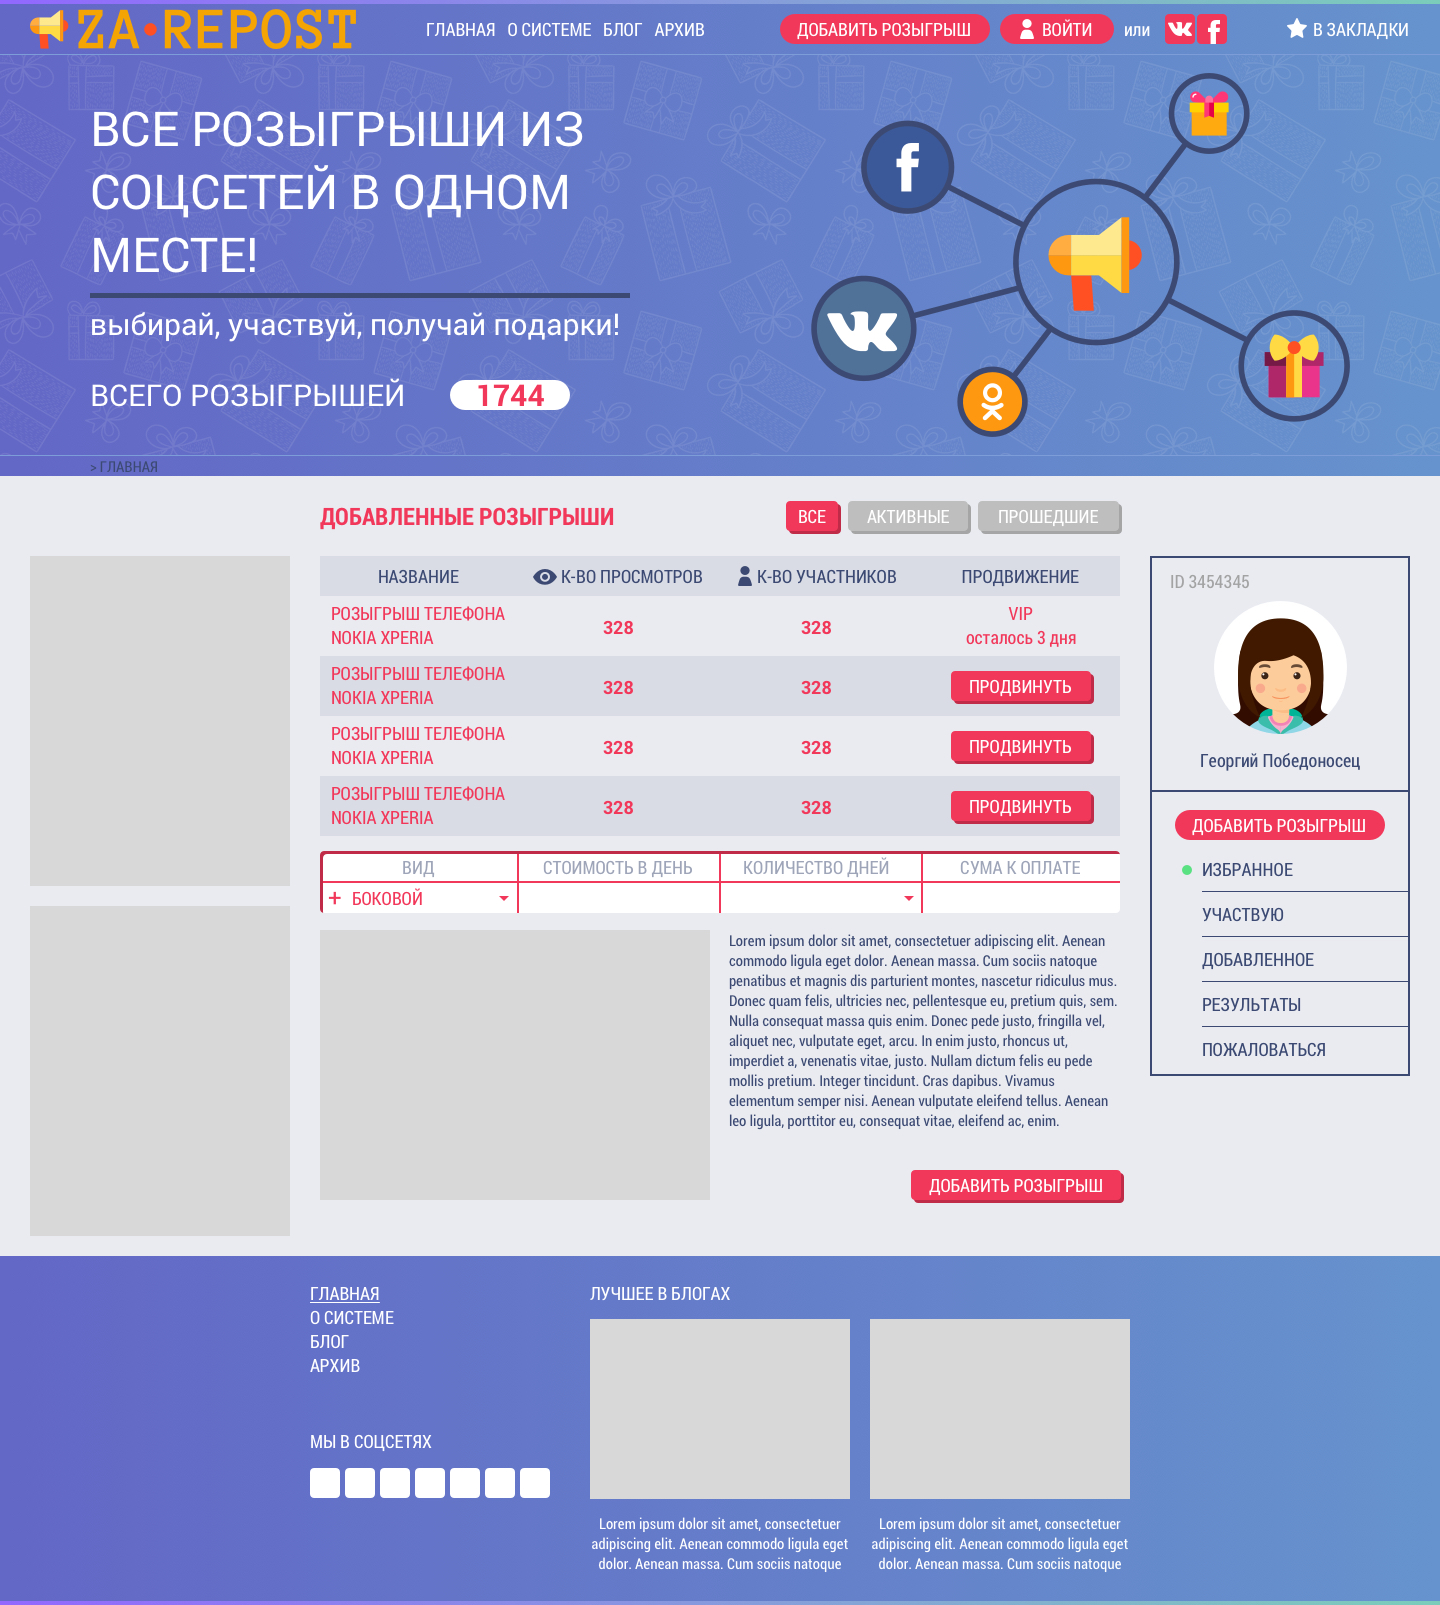 ZA•REPOST
ГЛАВНАЯ О СИСТЕМЕ БЛОГ АРХИВ
ДОБАВИТЬ РОЗЫГРЫШ
ВОЙТИ
или
В ЗАКЛАДКИ
ВСЕ РОЗЫГРЫШИ ИЗ
СОЦСЕТЕЙ В ОДНОМ
МЕСТЕ!
выбирай, участвуй, получай подарки!
ВСЕГО РОЗЫГРЫШЕЙ 1744
> ГЛАВНАЯ
ДОБАВЛЕННЫЕ РОЗЫГРЫШИ
ВСЕ АКТИВНЫЕ ПРОШЕДШИЕ
НАЗВАНИЕ К-ВО ПРОСМОТРОВ К-ВО УЧАСТНИКОВ ПРОДВИЖЕНИЕ
РОЗЫГРЫШ ТЕЛЕФОНА
NOKIA XPERIA
328 328
VIP
осталось 3 дня
РОЗЫГРЫШ ТЕЛЕФОНА
NOKIA XPERIA
328 328 ПРОДВИНУТЬ
РОЗЫГРЫШ ТЕЛЕФОНА
NOKIA XPERIA
328 328 ПРОДВИНУТЬ
РОЗЫГРЫШ ТЕЛЕФОНА
NOKIA XPERIA
328 328 ПРОДВИНУТЬ
ВИД СТОИМОСТЬ В ДЕНЬ КОЛИЧЕСТВО ДНЕЙ СУМА К ОПЛАТЕ
+ БОКОВОЙ
Lorem ipsum dolor sit amet, consectetuer adipiscing elit. Aenean
commodo ligula eget dolor. Aenean massa. Cum sociis natoque
penatibus et magnis dis parturient montes, nascetur ridiculus mus.
Donec quam felis, ultricies nec, pellentesque eu, pretium quis, sem.
Nulla consequat massa quis enim. Donec pede justo, fringilla vel,
aliquet nec, vulputate eget, arcu. In enim justo, rhoncus ut,
imperdiet a, venenatis vitae, justo. Nullam dictum felis eu pede
mollis pretium. Integer tincidunt. Cras dapibus. Vivamus
elementum semper nisi. Aenean vulputate eleifend tellus. Aenean
leo ligula, porttitor eu, consequat vitae, eleifend ac, enim.
ДОБАВИТЬ РОЗЫГРЫШ
ID 3454345
Георгий Победоносец
ДОБАВИТЬ РОЗЫГРЫШ
ИЗБРАННОЕ
УЧАСТВУЮ
ДОБАВЛЕННОЕ
РЕЗУЛЬТАТЫ
ПОЖАЛОВАТЬСЯ
ГЛАВНАЯ
О СИСТЕМЕ
БЛОГ
АРХИВ
МЫ В СОЦСЕТЯХ
ЛУЧШЕЕ В БЛОГАХ
Lorem ipsum dolor sit amet, consectetuer
adipiscing elit. Aenean commodo ligula eget
dolor. Aenean massa. Cum sociis natoque
Lorem ipsum dolor sit amet, consectetuer
adipiscing elit. Aenean commodo ligula eget
dolor. Aenean massa. Cum sociis natoque